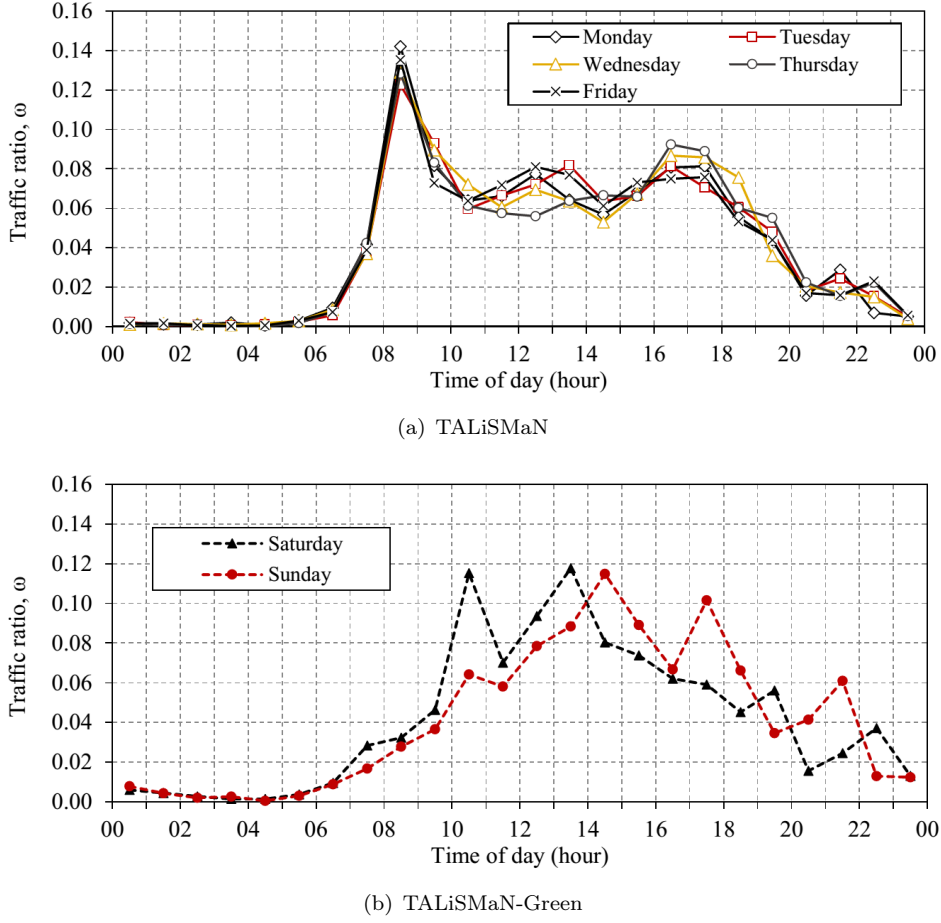 0.16
0.14
0.12
0.10
0.08
0.06
0.04
0.02
0.00
Traffic ratio, ω
Monday Tuesday
Wednesday Thursday
Friday
00 02 04 06 08 10 12 14 16 18 20 22 00
Time of day (hour)
(a) TALiSMaN
0.16
0.14
0.12
0.10
0.08
0.06
0.04
0.02
0.00
Traffic ratio, ω
Saturday
Sunday
00 02 04 06 08 10 12 14 16 18 20 22 00
Time of day (hour)
(b) TALiSMaN-Green